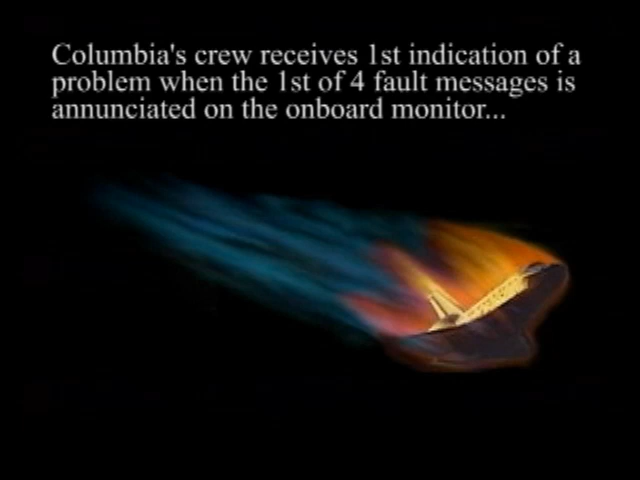 Columbia's crew receives 1st indication of a
problem when the 1st of 4 fault messages is
annunciated on the onboard monitor...